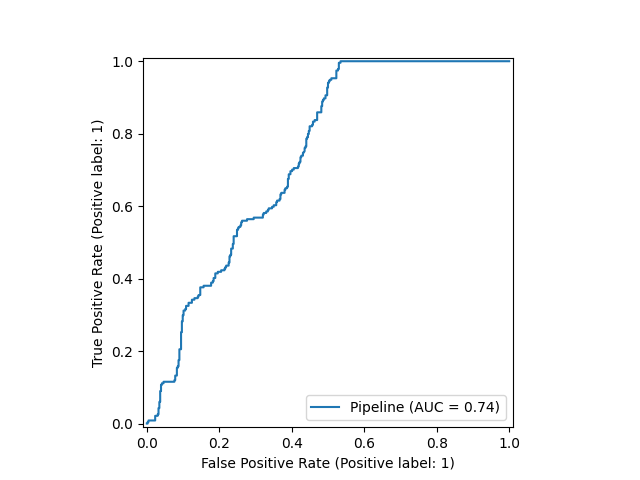 1.0
0.8
0.6
0.4
0.2
0.0
True Positive Rate (Positive label: 1)
Pipeline (AUC = 0.74)
0.0 0.2 0.4 0.6 0.8 1.0
False Positive Rate (Positive label: 1)